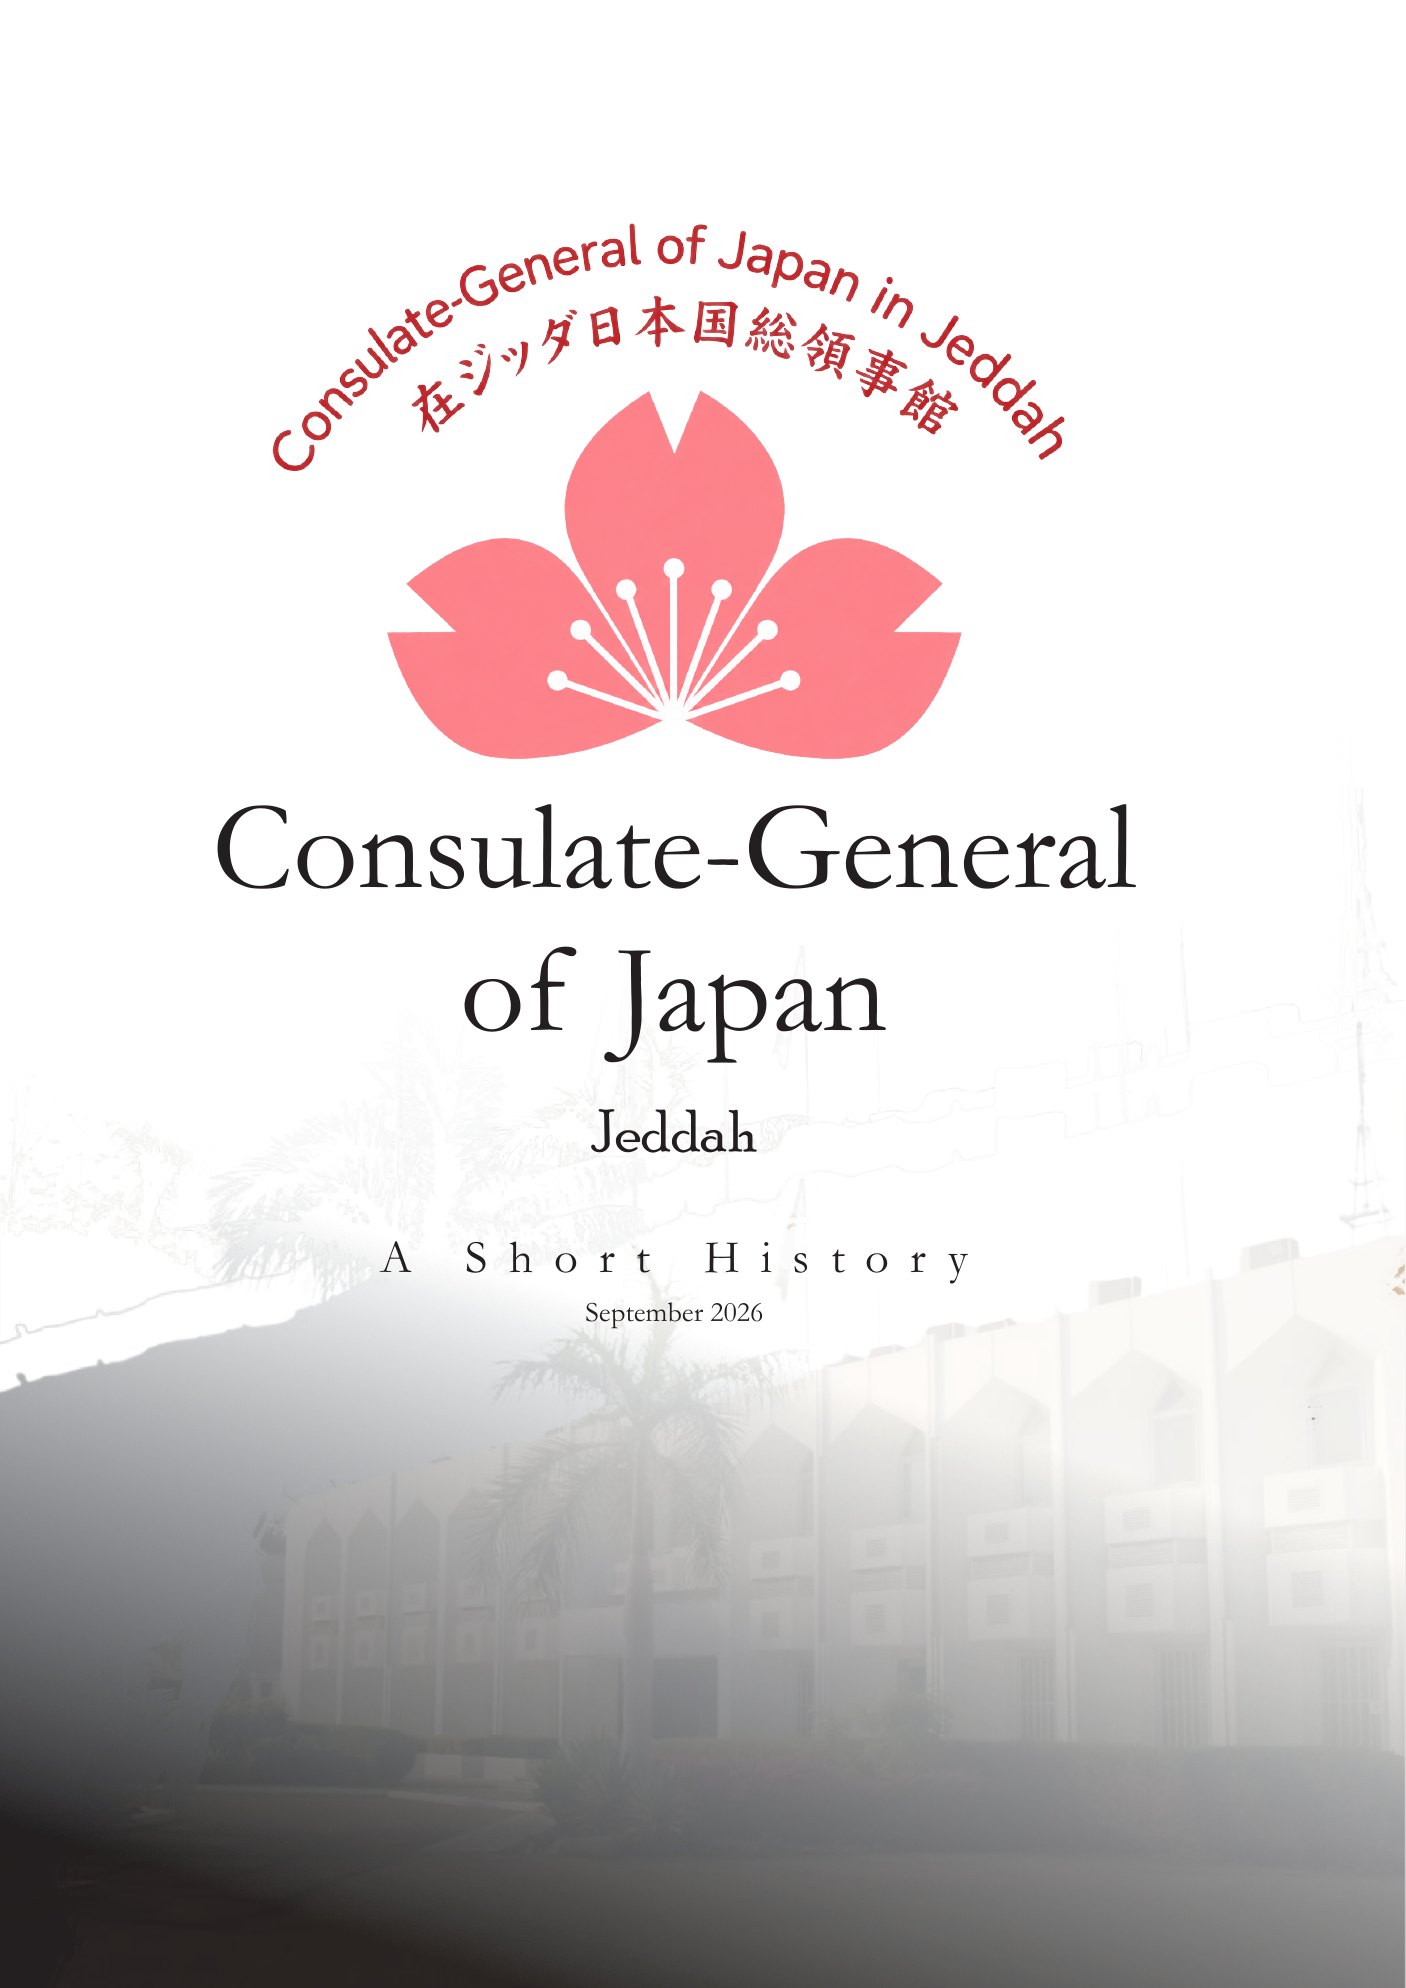 Consulate-General of Japan in Jeddah
在ジッダ日本国総領事館
Consulate-General
of Japan
Jeddah
A Short History
September 2026